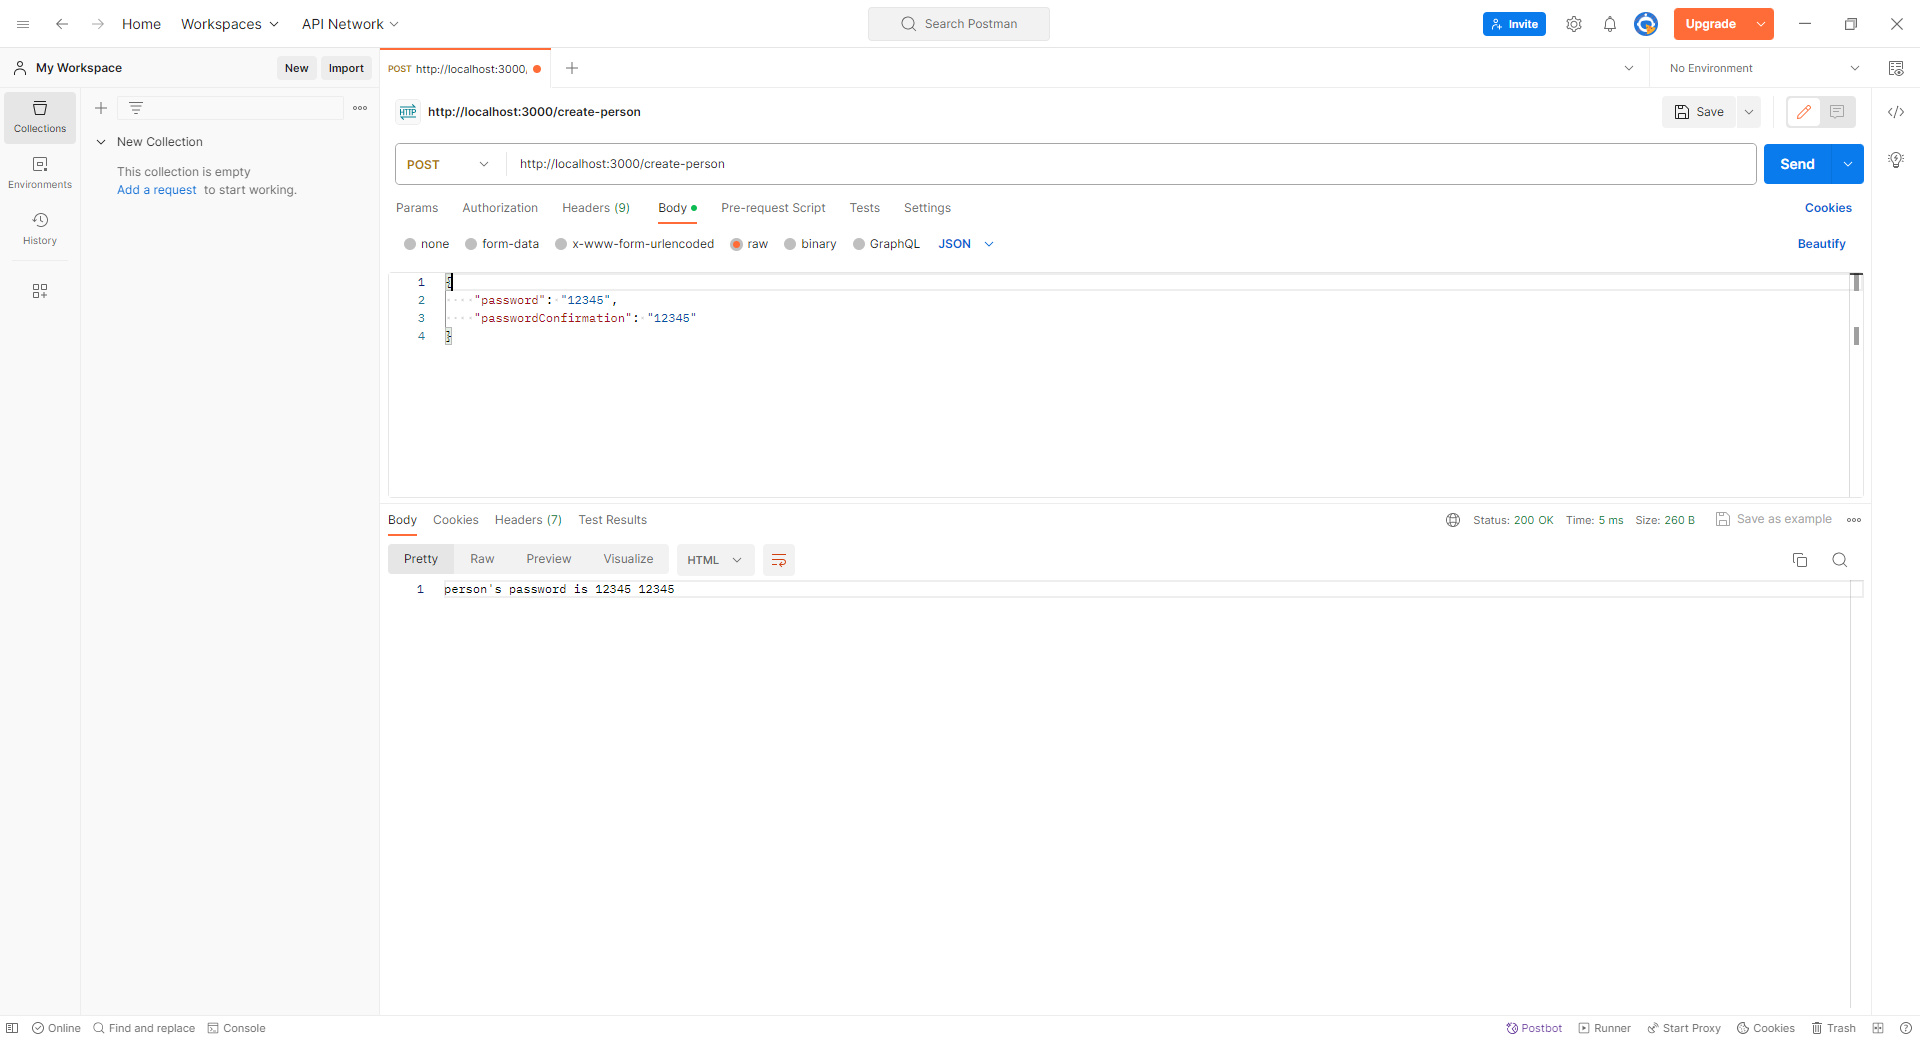 Home Workspaces API Network Search Postman Invite Upgrade
My Workspace New Import POST http://localhost:3000, No Environment
Collections
New Collection
This collection is empty
Add a request to start working.
Environments
History
HTTP http://localhost:3000/create-person Save
POST http://localhost:3000/create-person Send
Params Authorization Headers (9) Body Pre-request Script Tests Settings Cookies
none form-data x-www-form-urlencoded raw binary GraphQL JSON Beautify
1 {
2 ····"password":·"12345",
3 ····"passwordConfirmation":·"12345"
4 }
Body Cookies Headers (7) Test Results Status: 200 OK Time: 5 ms Size: 260 B Save as example
Pretty Raw Preview Visualize HTML
1 person's password is 12345 12345
Online Find and replace Console Postbot Runner Start Proxy Cookies Trash